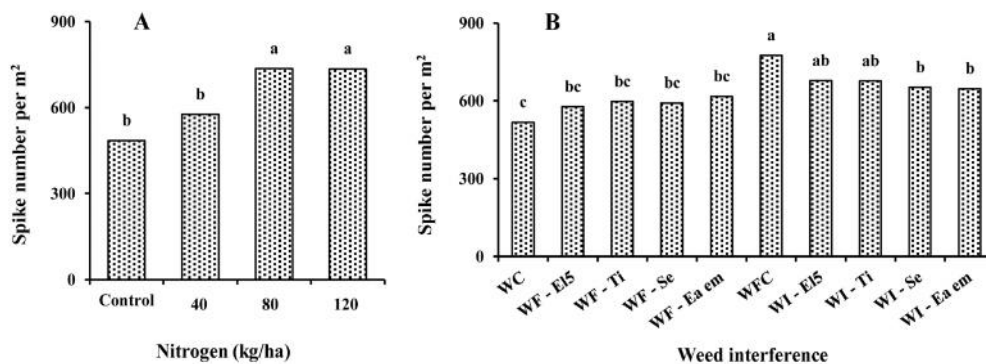 A
Spike number per m²
900
600
300
0
b
b
a
a
Control
40
80
120
Nitrogen (kg/ha)
B
Spike number per m²
900
600
300
0
c
bc
bc
bc
bc
a
ab
ab
b
b
WC
WF - El5
WF - Ti
WF - Se
WF - Ea em
WFC
WI - El5
WI - Ti
WI - Se
WI - Ea em
Weed interference